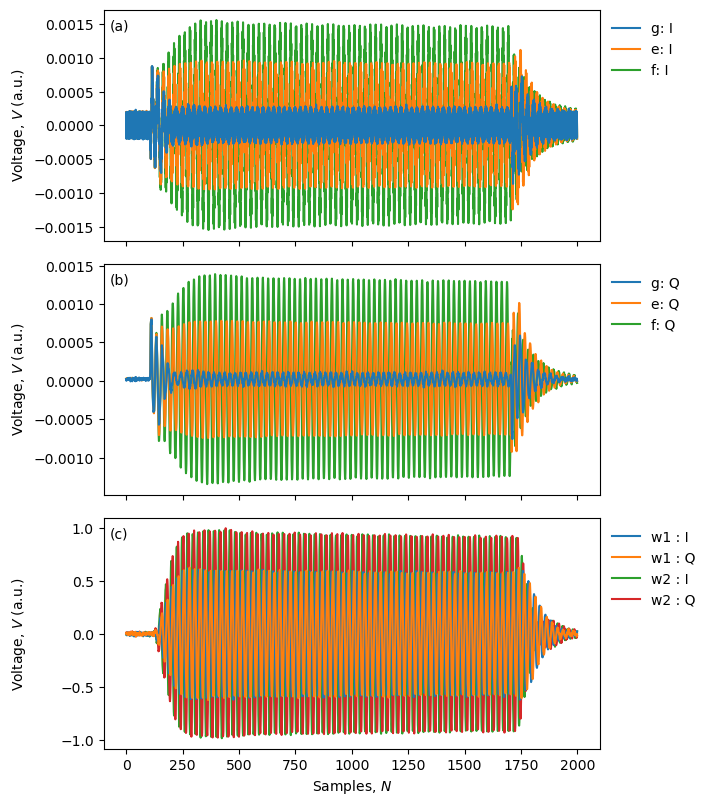 (a)
0.0015
0.0010
0.0005
0.0000
−0.0005
−0.0010
−0.0015
Voltage, V (a.u.)
g: I
e: I
f: I
(b)
0.0015
0.0010
0.0005
0.0000
−0.0005
−0.0010
Voltage, V (a.u.)
g: Q
e: Q
f: Q
(c)
1.0
0.5
0.0
−0.5
−1.0
Voltage, V (a.u.)
w1 : I
w1 : Q
w2 : I
w2 : Q
0 250 500 750 1000 1250 1500 1750 2000
Samples, N